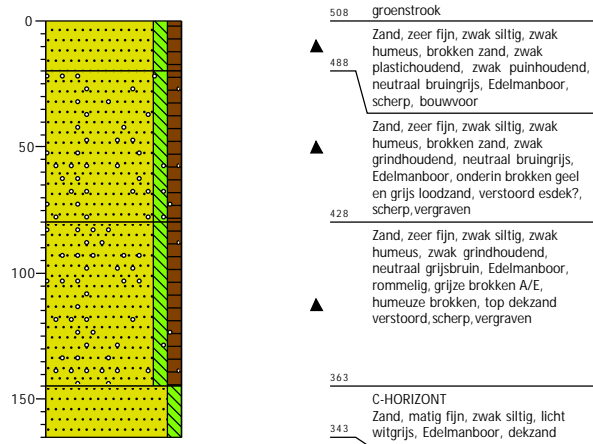 0
50
100
150
508
groenstrook
Zand, zeer fijn, zwak siltig, zwak
humeus, brokken zand, zwak
plastichoudend, zwak puinhoudend,
neutraal bruingrijs, Edelmanboor,
scherp, bouwvoor
488
Zand, zeer fijn, zwak siltig, zwak
humeus, brokken zand, zwak
grindhoudend, neutraal bruingrijs,
Edelmanboor, onderin brokken geel
en grijs loodzand, verstoord esdek?,
scherp,vergraven
428
Zand, zeer fijn, zwak siltig, zwak
humeus, zwak grindhoudend,
neutraal grijsbruin, Edelmanboor,
rommelig, grijze brokken A/E,
humeuze brokken, top dekzand
verstoord,scherp,vergraven
363
C-HORIZONT
Zand, matig fijn, zwak siltig, licht
witgrijs, Edelmanboor, dekzand
343